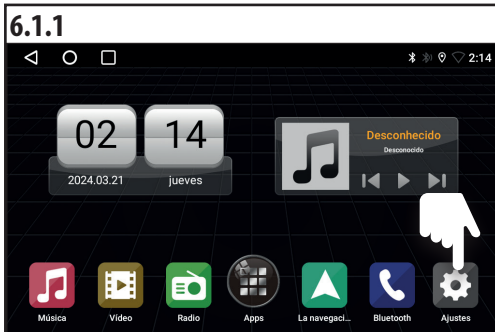 6.1.1
2:14
02 14
2024.03.21 jueves
Desconhecido
Desconocido
Música Vídeo Radio Apps La navegaci... Bluetooth Ajustes